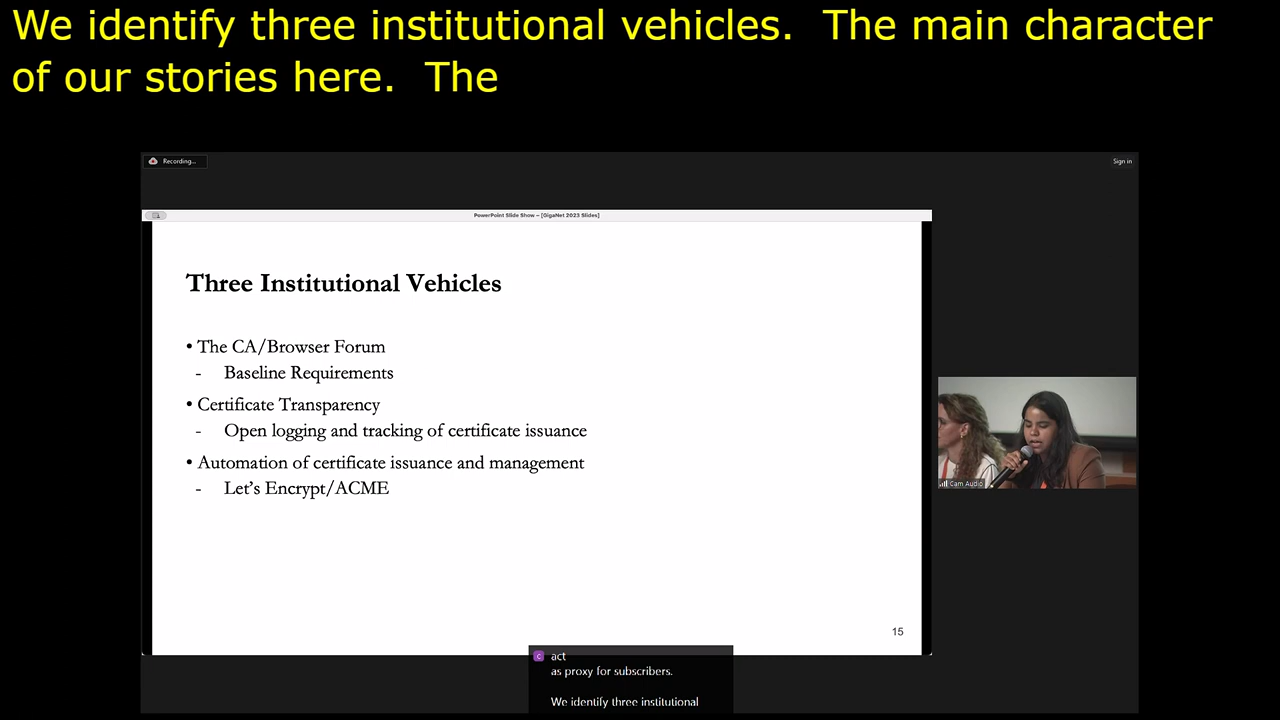 We identify three institutional vehicles.  The main character
of our stories here.  The
Recording...
Sign in
PowerPoint Slide Show – [GigaNet 2023 Slides]
Three Institutional Vehicles
• The CA/Browser Forum
- Baseline Requirements
• Certificate Transparency
- Open logging and tracking of certificate issuance
• Automation of certificate issuance and management
- Let’s Encrypt/ACME
Cam Audio
15
C act
as proxy for subscribers.
We identify three institutional